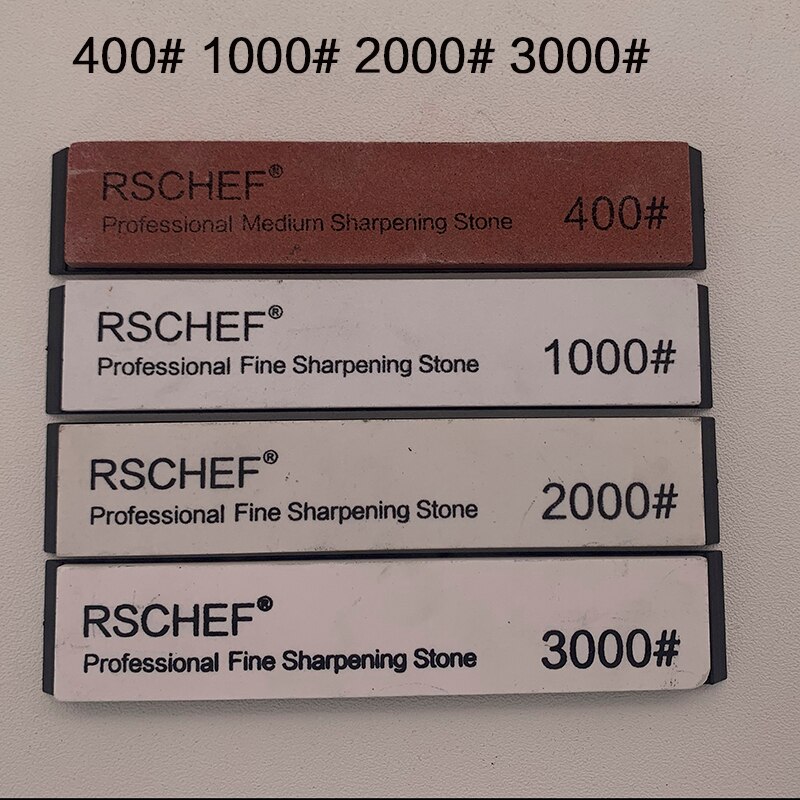 400# 1000# 2000# 3000#
RSCHEF®
Professional Medium Sharpening Stone
400#
RSCHEF®
Professional Fine Sharpening Stone
1000#
RSCHEF®
Professional Fine Sharpening Stone
2000#
RSCHEF®
Professional Fine Sharpening Stone
3000#